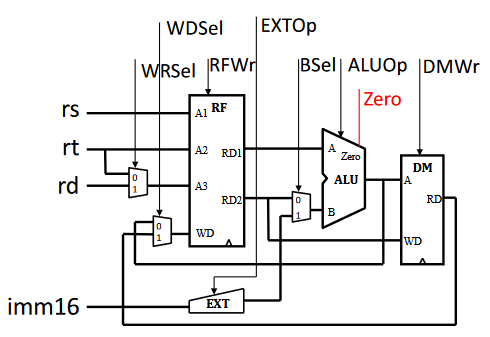 WDSel EXTOp
WRSel RFWr BSel ALUOp DMWr
Zero
rs A1 RF
rt A2 RD1 A Zero DM
rd 0 1 A3 RD2 0 1 ALU A RD
0 1 WD B WD
imm16 EXT